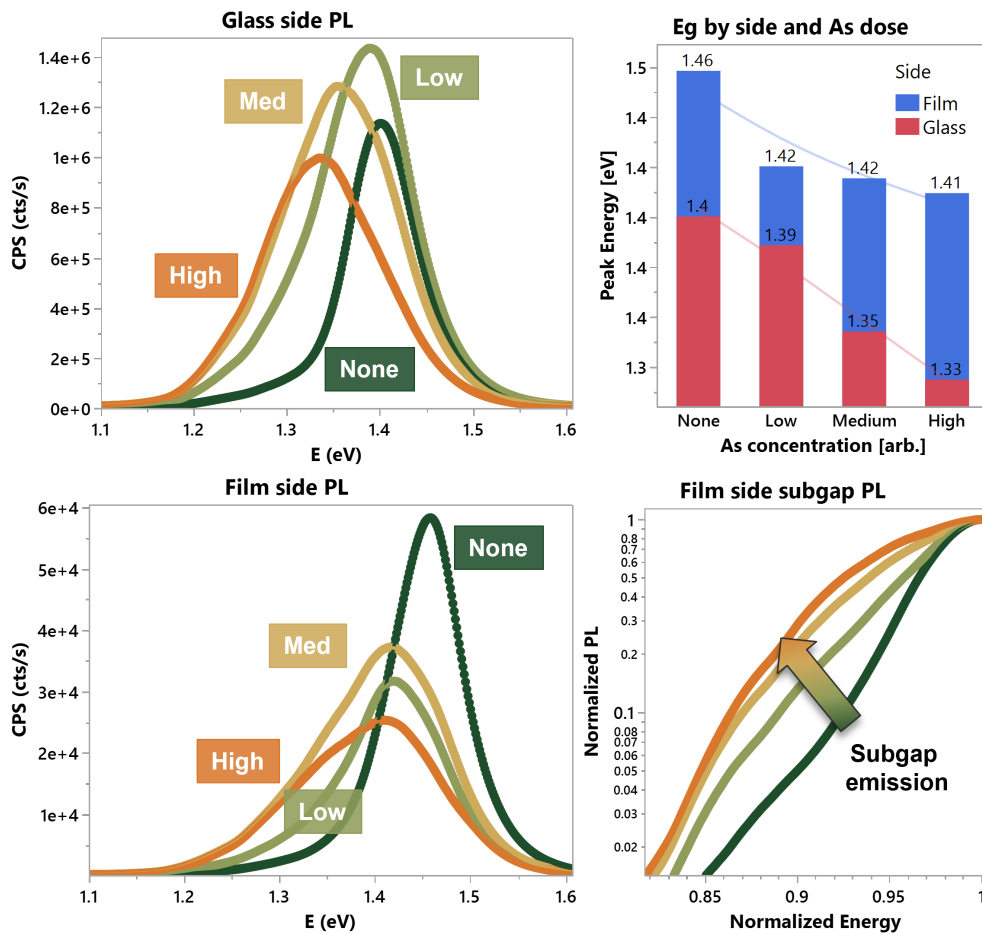 Glass side PL
CPS (cts/s)
1.4e+6
1.2e+6
1e+6
8e+5
6e+5
4e+5
2e+5
0e+0
Med
Low
High
None
1.1
1.2
1.3
1.4
1.5
1.6
E (eV)
Eg by side and As dose
Peak Energy [eV]
1.5
1.4
1.4
1.4
1.4
1.4
1.3
Side
Film
Glass
1.46
1.42
1.42
1.41
1.4
1.39
1.35
1.33
None
Low
Medium
High
As concentration [arb.]
Film side PL
CPS (cts/s)
6e+4
5e+4
4e+4
3e+4
2e+4
1e+4
None
Med
High
Low
1.1
1.2
1.3
1.4
1.5
1.6
E (eV)
Film side subgap PL
Normalized PL
1
0.8
0.7
0.5
0.4
0.3
0.2
0.1
0.08
0.06
0.05
0.04
0.03
0.02
Subgap
emission
0.85
0.9
0.95
1
Normalized Energy